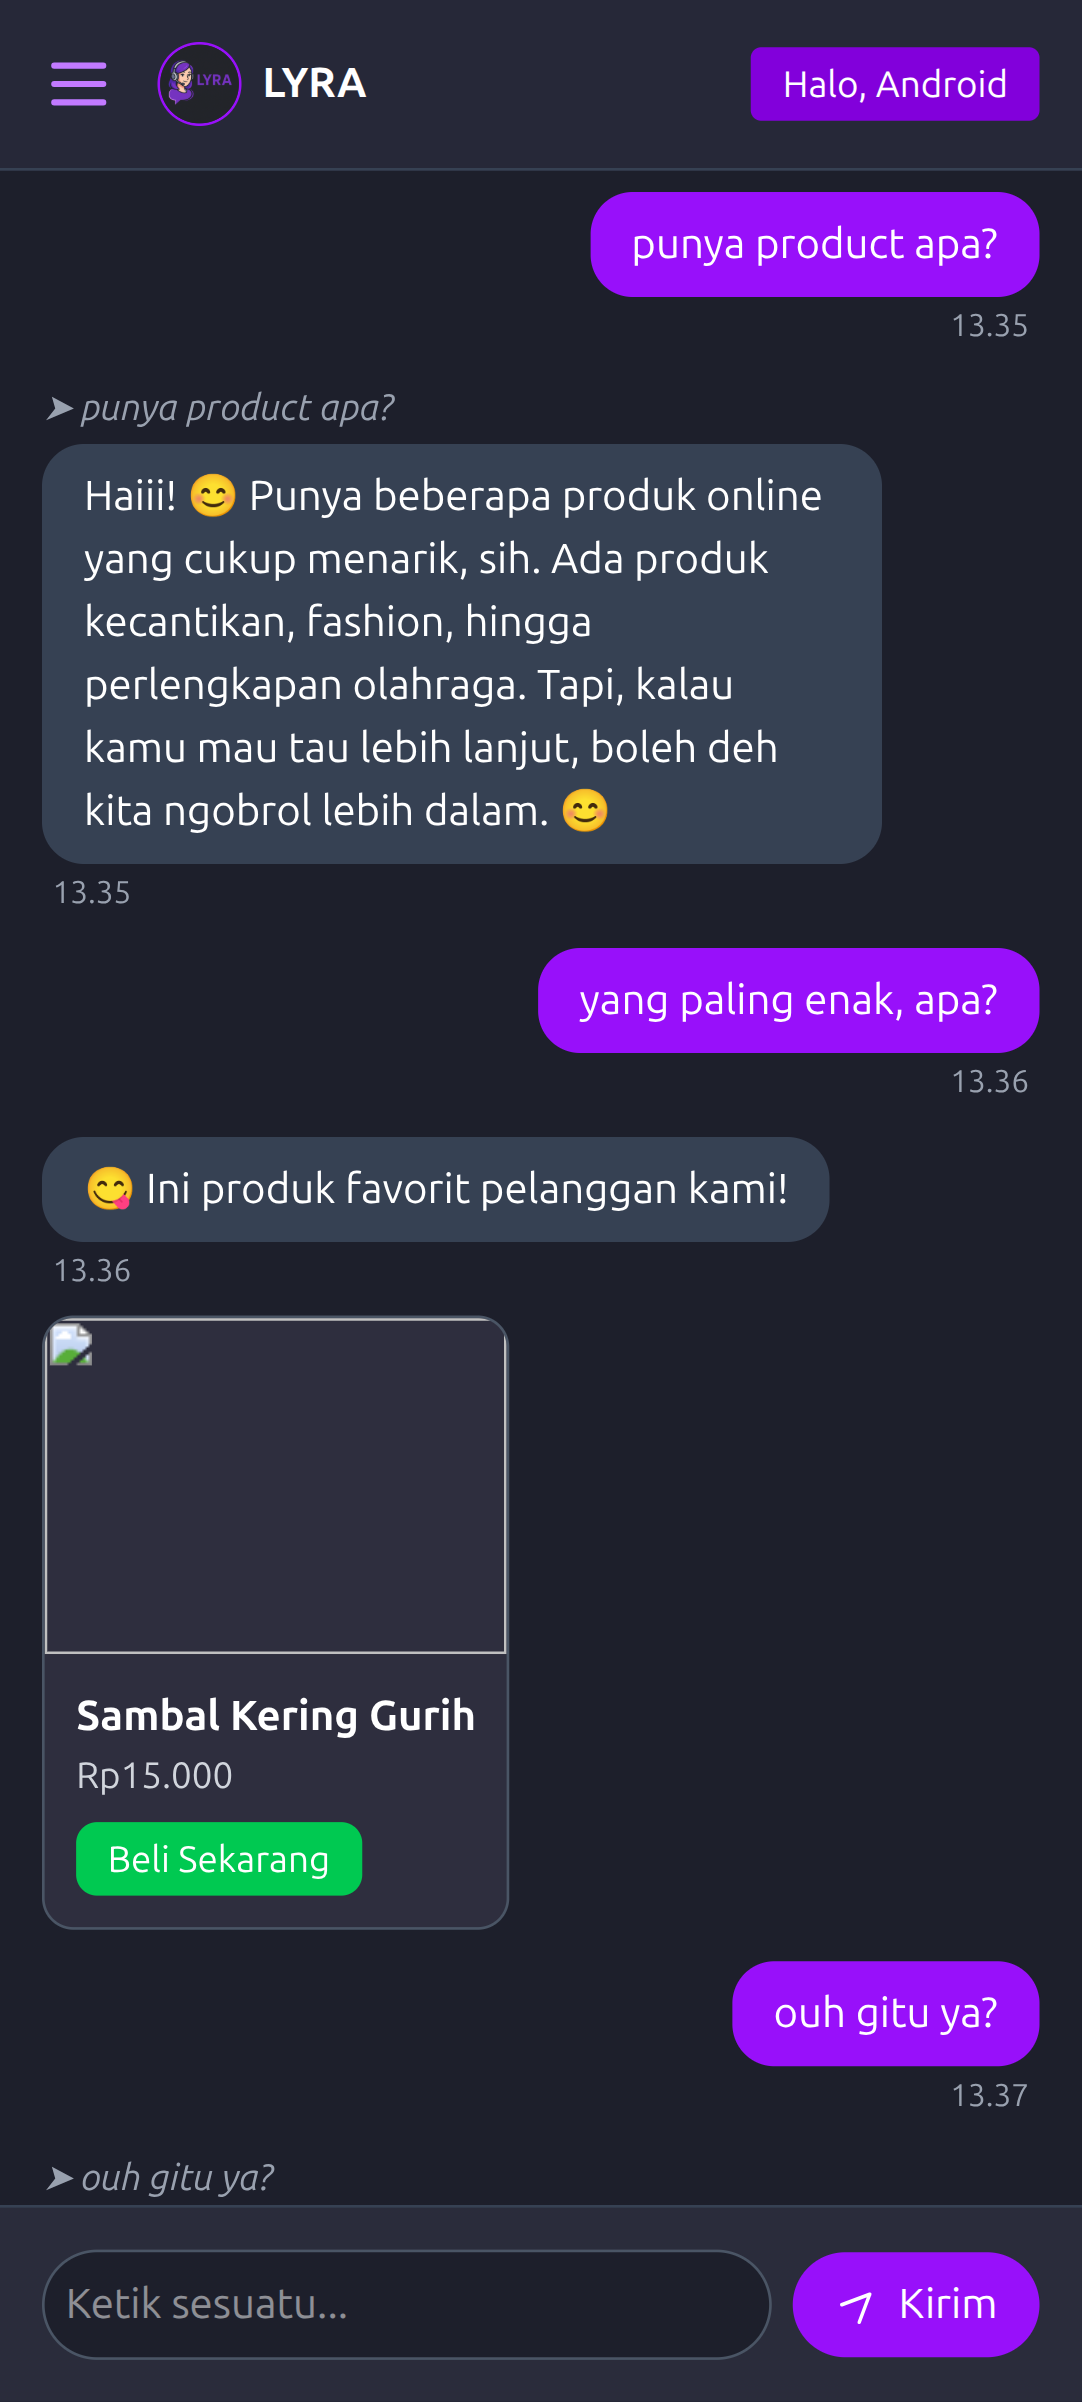 LYRA
LYRA
Halo, Android
punya product apa?
13.35
➤ punya product apa?
Haiii! 😊 Punya beberapa produk online
yang cukup menarik, sih. Ada produk
kecantikan, fashion, hingga
perlengkapan olahraga. Tapi, kalau
kamu mau tau lebih lanjut, boleh deh
kita ngobrol lebih dalam. 😊
13.35
yang paling enak, apa?
13.36
😋 Ini produk favorit pelanggan kami!
13.36
Sambal Kering Gurih
Rp15.000
Beli Sekarang
ouh gitu ya?
13.37
➤ ouh gitu ya?
Ketik sesuatu...
Kirim